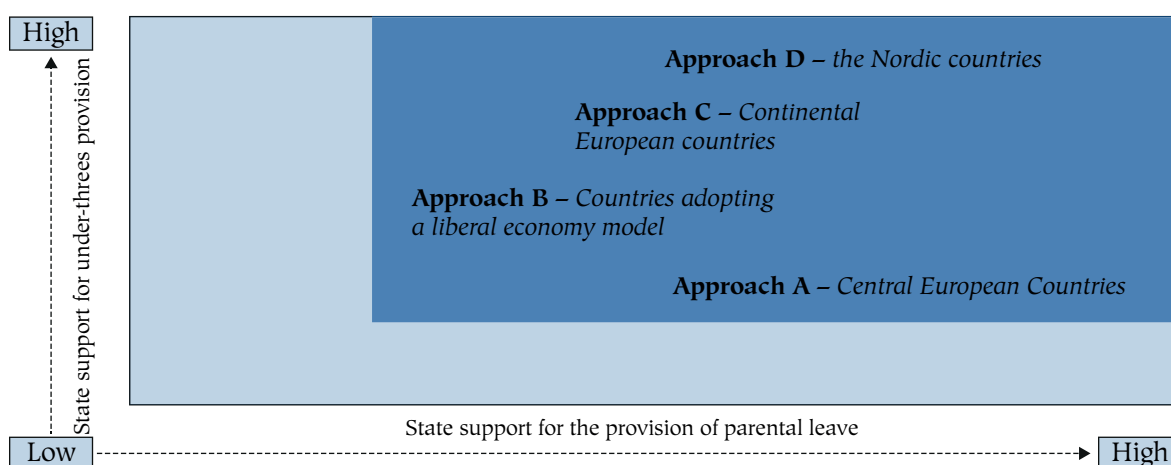 High
State support for under-threes provision
Approach D – the Nordic countries
Approach C – Continental
European countries
Approach B – Countries adopting
a liberal economy model
Approach A – Central European Countries
State support for the provision of parental leave
Low
High